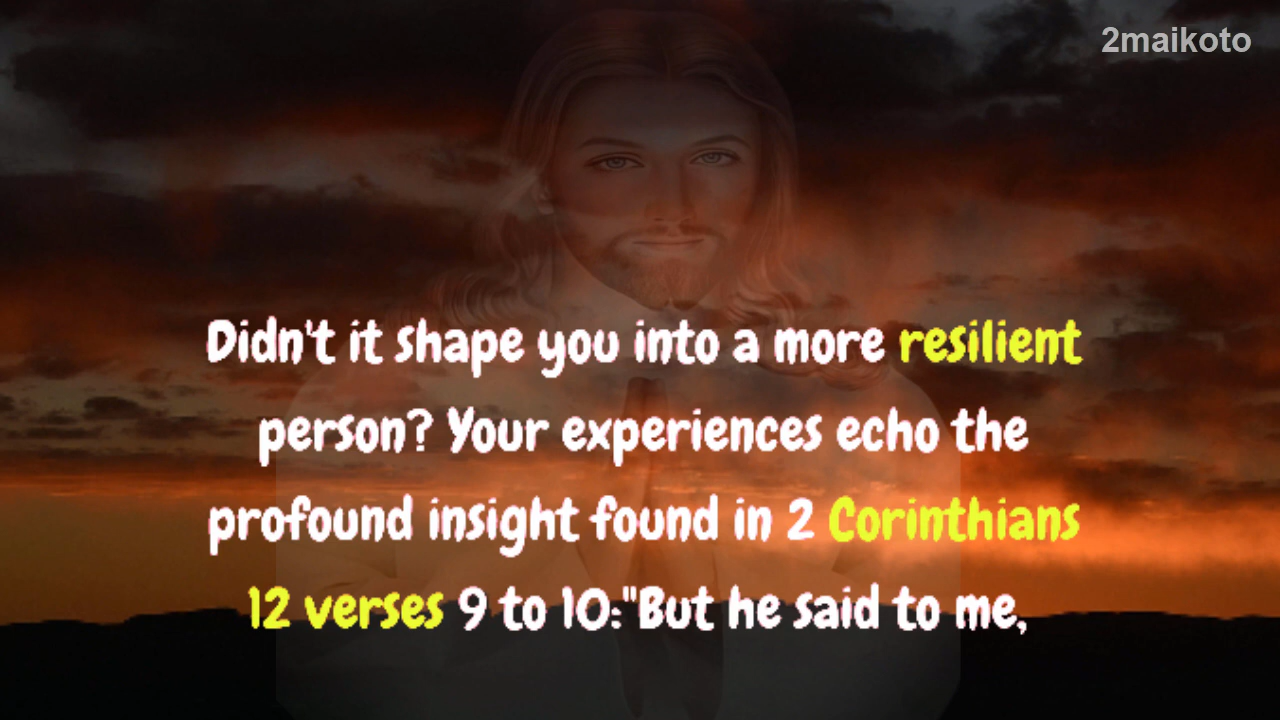 2maikoto
Didn't it shape you into a more resilient
person? Your experiences echo the
profound insight found in 2 Corinthians
12 verses 9 to 10:"But he said to me,